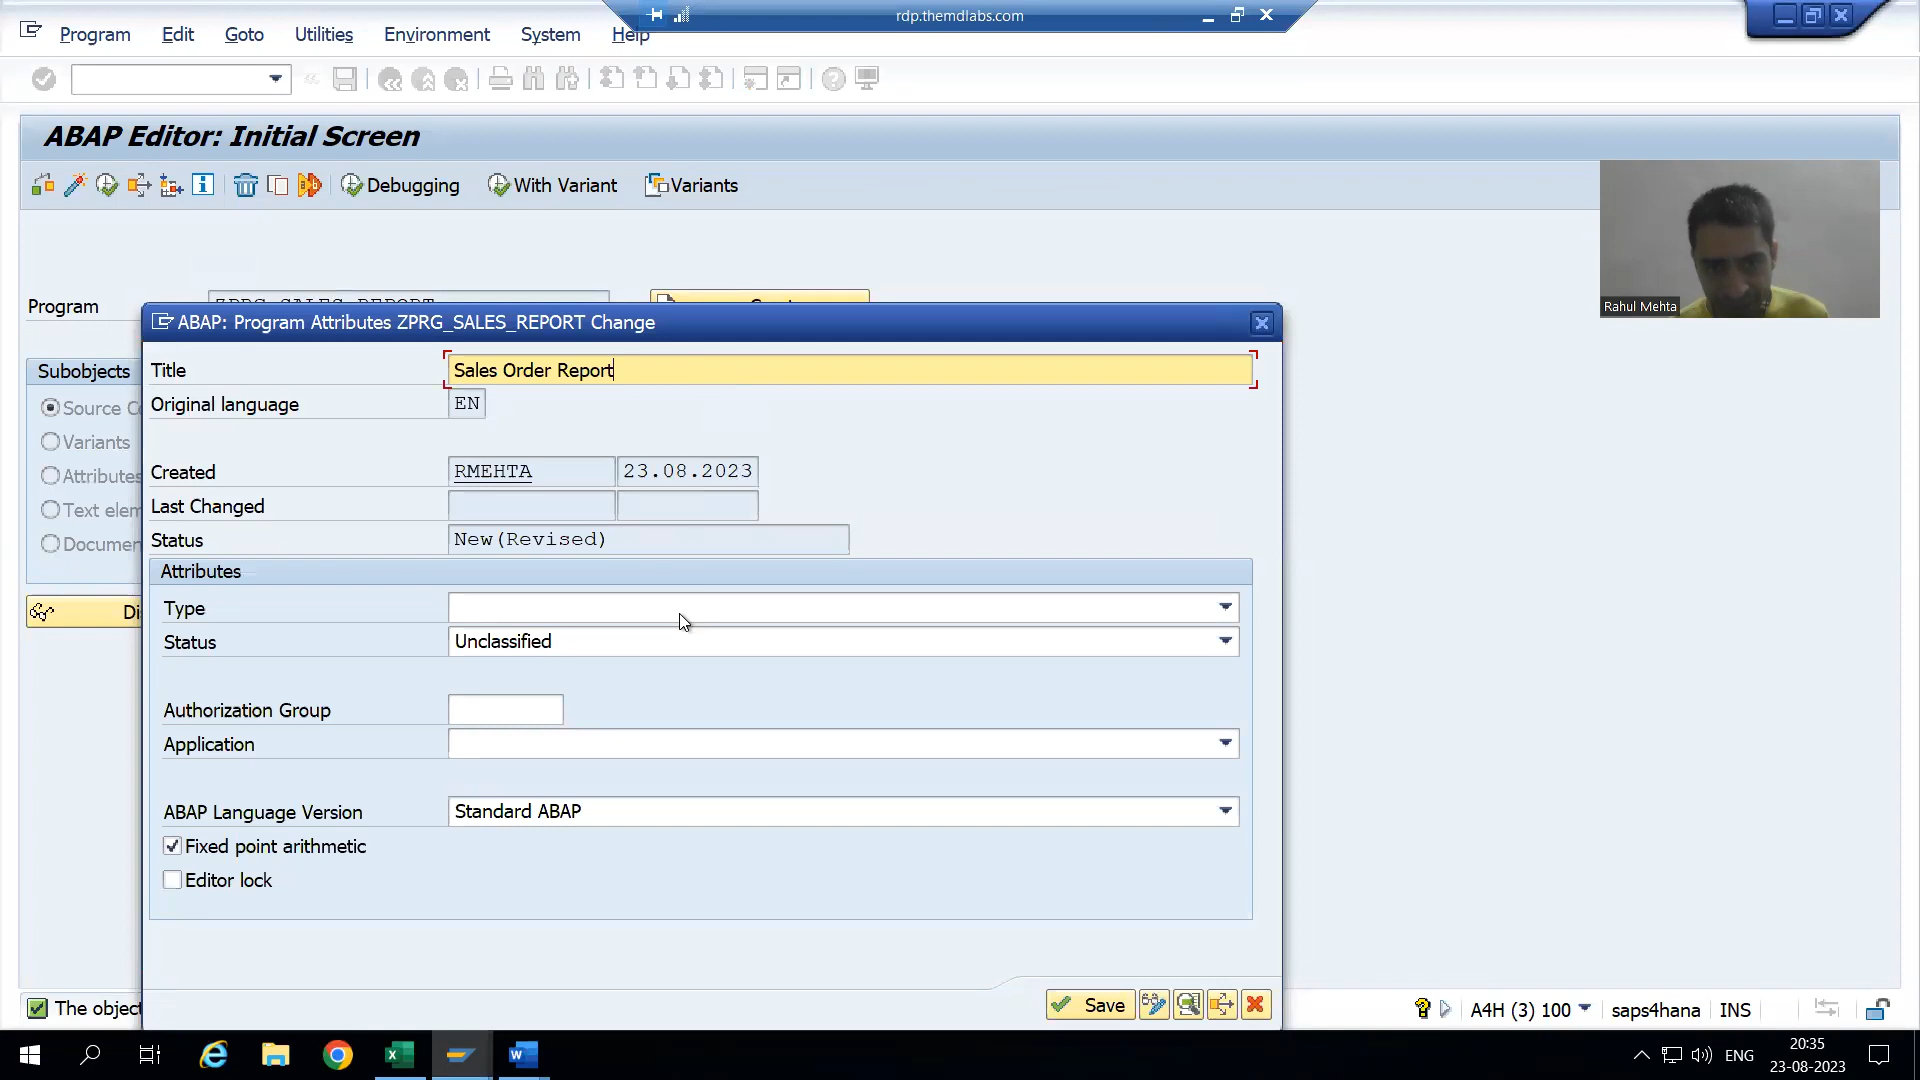 rdp.themdlabs.com
Program Edit Goto Utilities Environment System Help
ABAP Editor: Initial Screen
Debugging With Variant Variants
Rahul Mehta
Program ZPRG_SALES_REPORT Create
ABAP: Program Attributes ZPRG_SALES_REPORT Change
Title Sales Order Report
Original language EN
Created RMEHTA 23.08.2023
Last Changed
Status New(Revised)
Attributes
Type
Status Unclassified
Authorization Group
Application
ABAP Language Version Standard ABAP
Fixed point arithmetic
Editor lock
Save
Subobjects
Source C
Variants
Attributes
Text elem
Documen
Di
The object
A4H (3) 100 saps4hana INS
ENG
20:35
23-08-2023